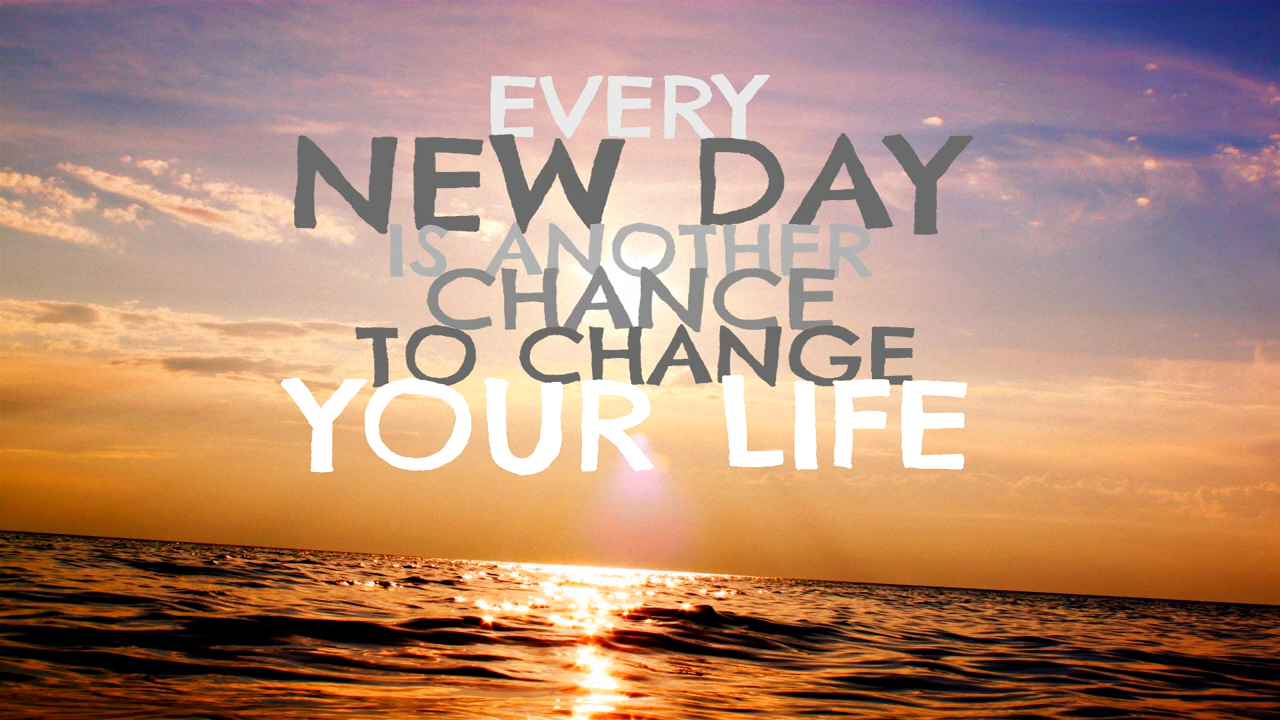 EVERY
NEW DAY
IS ANOTHER
CHANCE
TO CHANGE
YOUR LIFE